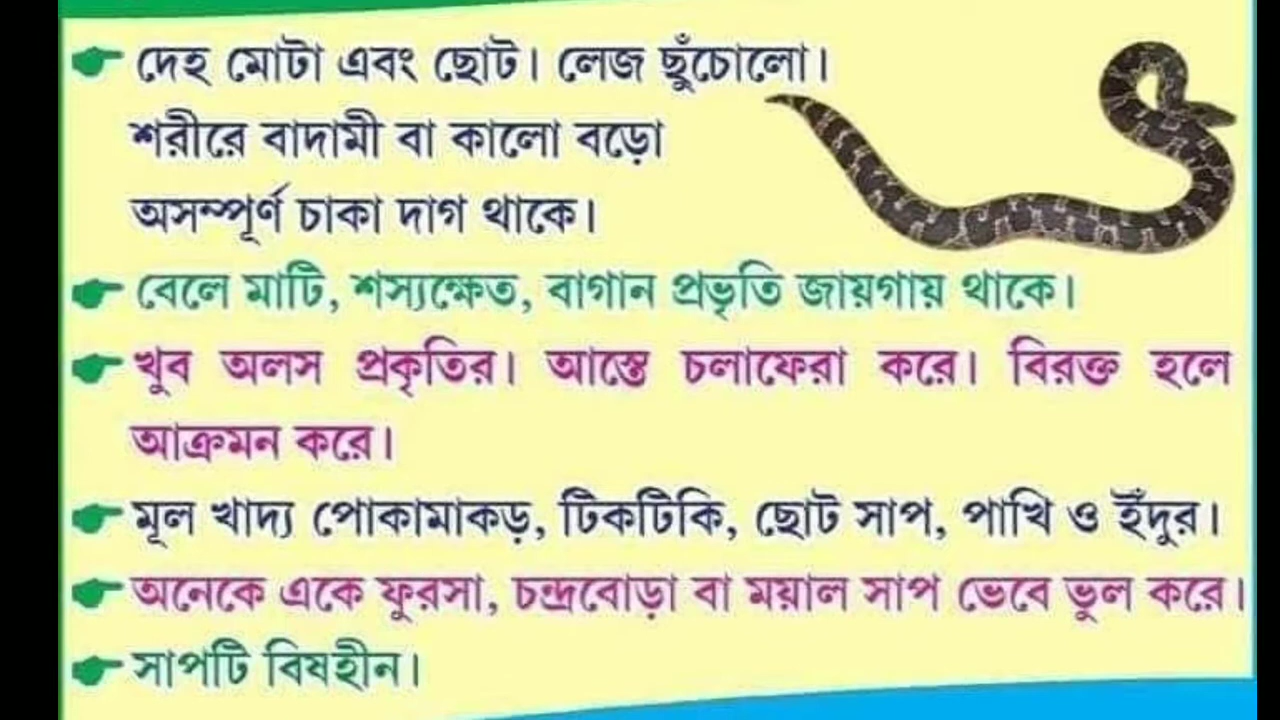 দেহ মোটা এবং ছোট। লেজ ছুঁচোলো।
শরীরে বাদামী বা কালো বড়ো
অসম্পূর্ণ চাকা দাগ থাকে।
বেলে মাটি, শস্যক্ষেত, বাগান প্রভৃতি জায়গায় থাকে।
খুব অলস প্রকৃতির। আস্তে চলাফেরা করে। বিরক্ত হলে
আক্রমন করে।
মূল খাদ্য পোকামাকড়, টিকটিকি, ছোট সাপ, পাখি ও ইঁদুর।
অনেকে একে ফুরসা, চন্দ্রবোড়া বা ময়াল সাপ ভেবে ভুল করে।
সাপটি বিষহীন।